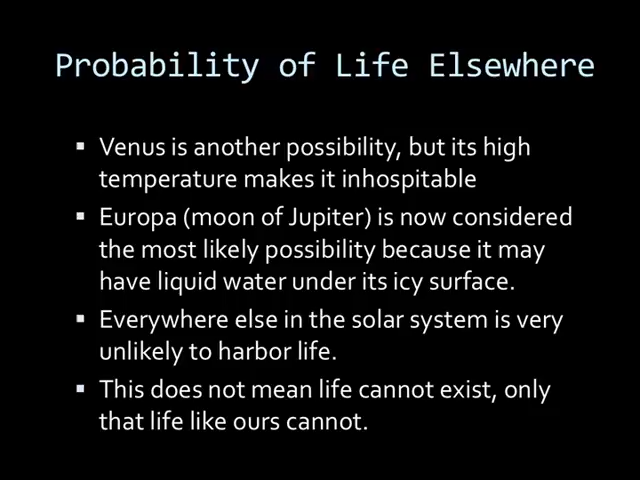 Probability of Life Elsewhere
▪ Venus is another possibility, but its high
temperature makes it inhospitable
▪ Europa (moon of Jupiter) is now considered
the most likely possibility because it may
have liquid water under its icy surface.
▪ Everywhere else in the solar system is very
unlikely to harbor life.
▪ This does not mean life cannot exist, only
that life like ours cannot.